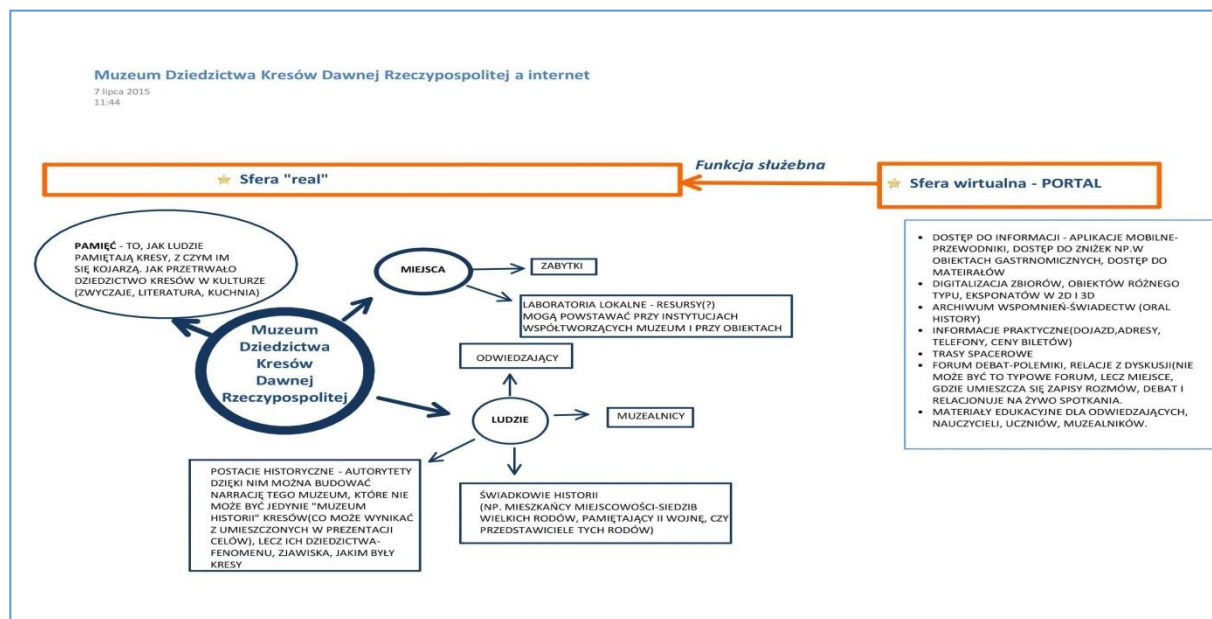 Muzeum Dziedzictwa Kresów Dawnej Rzeczypospolitej a internet
7 lipca 2015
11:44
Funkcja służebna
Sfera "real"
Sfera wirtualna - PORTAL
PAMIĘĆ - TO, JAK LUDZIE
PAMIĘTAJĄ KRESY, Z CZYM IM
SIĘ KOJARZĄ. JAK PRZETRWAŁO
DZIEDZICTWO KRESÓW W KULTURZE
(ZWYCZAJE, LITERATURA, KUCHNIA)
MIEJSCA
ZABYTKI
LABORATORIA LOKALNE - RESURSY(?)
MOGĄ POWSTAWAĆ PRZY INSTYTUCJACH
WSPÓŁTWORZĄCYCH MUZEUM I PRZY OBIEKTACH
Muzeum
Dziedzictwa
Kresów
Dawnej
Rzeczypospolitej
ODWIEDZAJĄCY
LUDZIE
MUZEALNICY
POSTACIE HISTORYCZNE - AUTORYTETY
DZIĘKI NIM MOŻNA BUDOWAĆ
NARRACJĘ TEGO MUZEUM, KTÓRE NIE
MOŻE BYĆ JEDYNIE "MUZEUM
HISTORII" KRESÓW(CO MOŻE WYNIKAĆ
Z UMIESZCZONYCH W PREZENTACJI
CELÓW), LECZ ICH DZIEDZICTWA-
FENOMENU, ZJAWISKA, JAKIM BYŁY
KRESY
ŚWIADKOWIE HISTORII
(NP. MIESZKAŃCY MIEJSCOWOŚCI-SIEDZIB
WIELKICH RODÓW, PAMIĘTAJĄCY II WOJNĘ, CZY
PRZEDSTAWICIELE TYCH RODÓW)
• DOSTĘP DO INFORMACJI - APLIKACJE MOBILNE-
PRZEWODNIKI, DOSTĘP DO ZNIŻEK NP.W
OBIEKTACH GASTRNOMICZNYCH, DOSTĘP DO
MATEIRAŁÓW
• DIGITALIZACJA ZBIORÓW, OBIEKTÓW RÓŻNEGO
TYPU, EKSPONATÓW W 2D I 3D
• ARCHIWUM WSPOMNIEŃ-ŚWIADECTW (ORAL
HISTORY)
• INFORMACJE PRAKTYCZNE(DOJAZD,ADRESY,
TELEFONY, CENY BILETÓW)
• TRASY SPACEROWE
• FORUM DEBAT-POLEMIKI, RELACJE Z DYSKUSJI(NIE
MOŻE BYĆ TO TYPOWE FORUM, LECZ MIEJSCE,
GDZIE UMIESZCZA SIĘ ZAPISY ROZMÓW, DEBAT I
RELACJONUJE NA ŻYWO SPOTKANIA.
• MATERIAŁY EDUKACYJNE DLA ODWIEDZAJĄCYCH,
NAUCZYCIELI, UCZNIÓW, MUZEALNIKÓW.